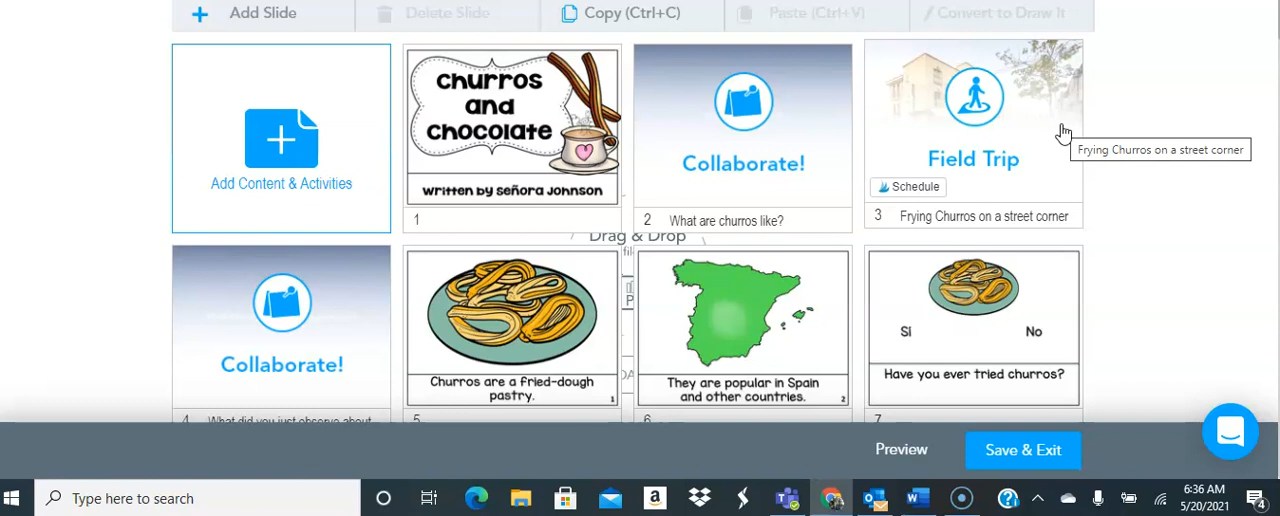 Add Slide
Delete Slide
Copy (Ctrl+C)
Paste (Ctrl+V)
Convert to Draw It
Add Content & Activities
churros
and
chocolate
written by Señora Johnson
1
Collaborate!
2 What are churros like?
Field Trip
Schedule
3 Frying Churros on a street corner
Frying Churros on a street corner
Drag & Drop
Collaborate!
4 What did you just observe about
Churros are a fried-dough
pastry.
1
5
They are popular in Spain
and other countries.
2
6
Sí
No
Have you ever tried churros?
7
Preview
Save & Exit
Type here to search
6:36 AM
5/20/2021
4